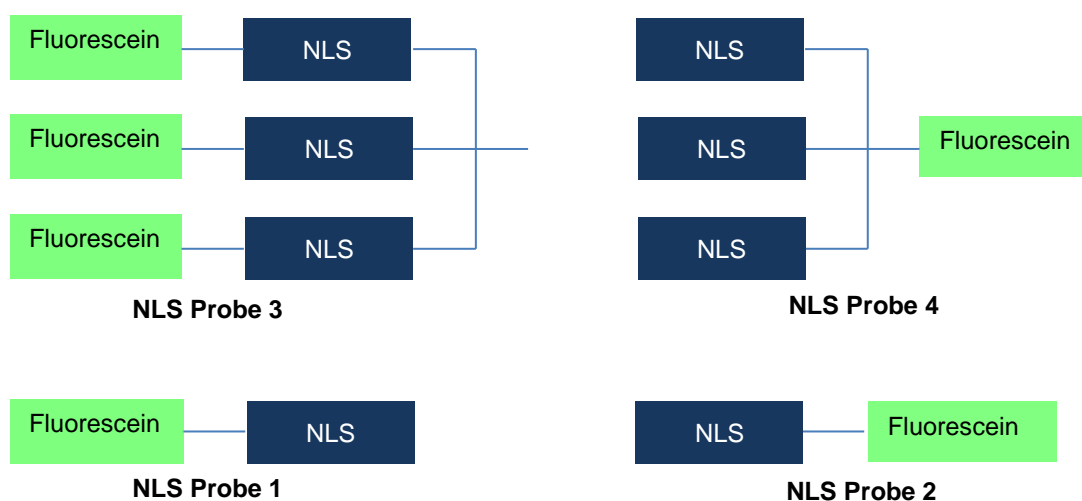 Fluorescein NLS
Fluorescein NLS
Fluorescein NLS
NLS Probe 3
NLS
NLS Fluorescein
NLS
NLS Probe 4
Fluorescein NLS
NLS Probe 1
NLS Fluorescein
NLS Probe 2